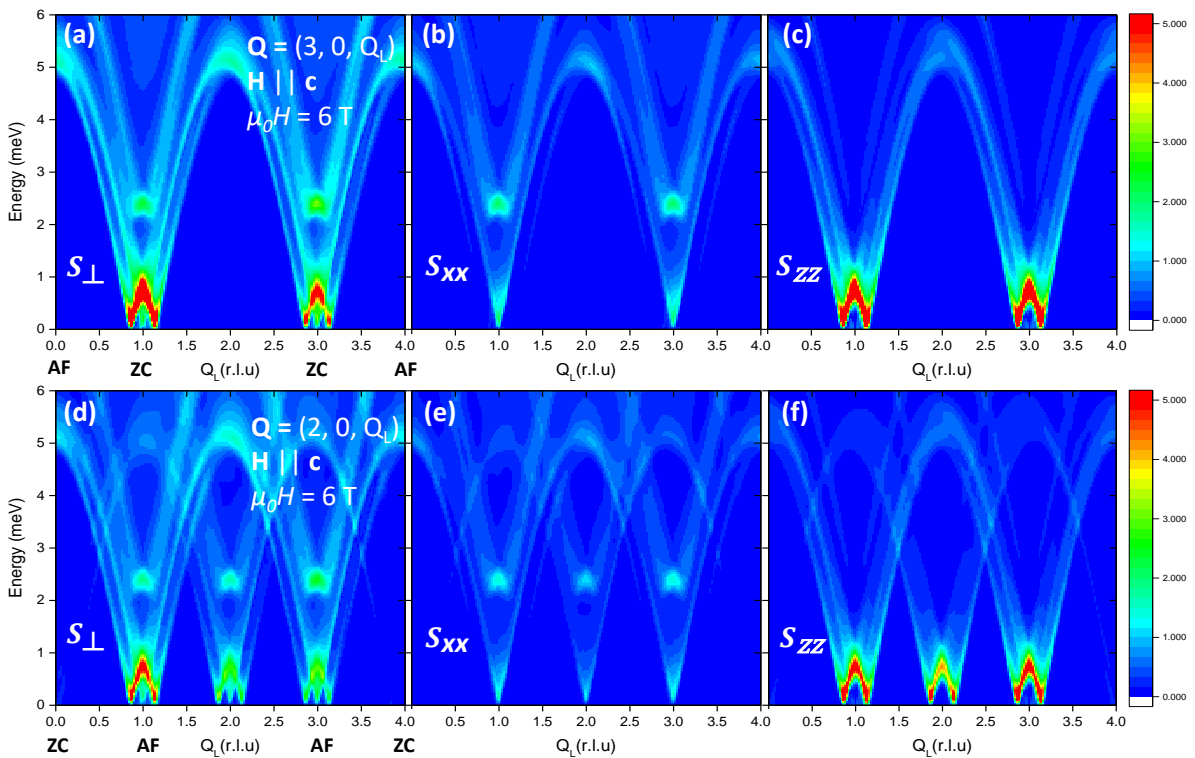 (a)
Q = (3, 0, Q_L)
H || c
μ₀H = 6 T
S⊥
(b)
S_XX
(c)
S_ZZ
Energy (meV)
6
5
4
3
2
1
0
0.0 0.5 1.0 1.5 2.0 2.5 3.0 3.5 4.0
0.5 1.0 1.5 2.0 2.5 3.0 3.5 4.0
0.0 0.5 1.0 1.5 2.0 2.5 3.0 3.5 4.0
AF ZC Q_L(r.l.u) ZC AF
Q_L(r.l.u)
Q_L(r.l.u)
5.000
4.000
3.000
2.000
1.000
0.000
(d)
Q = (2, 0, Q_L)
H || c
μ₀H = 6 T
S⊥
(e)
S_XX
(f)
S_ZZ
Energy (meV)
6
5
4
3
2
1
0
0.0 0.5 1.0 1.5 2.0 2.5 3.0 3.5 4.0
0.5 1.0 1.5 2.0 2.5 3.0 3.5 4.0
0.0 0.5 1.0 1.5 2.0 2.5 3.0 3.5 4.0
ZC AF Q_L(r.l.u) AF ZC
Q_L(r.l.u)
Q_L(r.l.u)
5.000
4.000
3.000
2.000
1.000
0.000